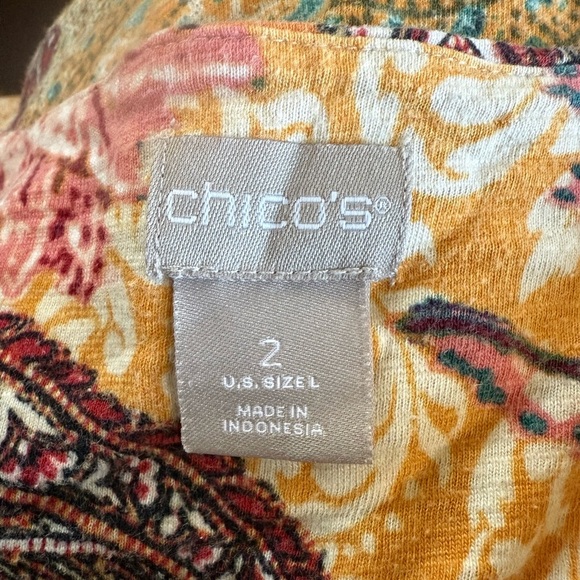 chico's®
2
U.S. SIZE L
MADE IN
INDONESIA